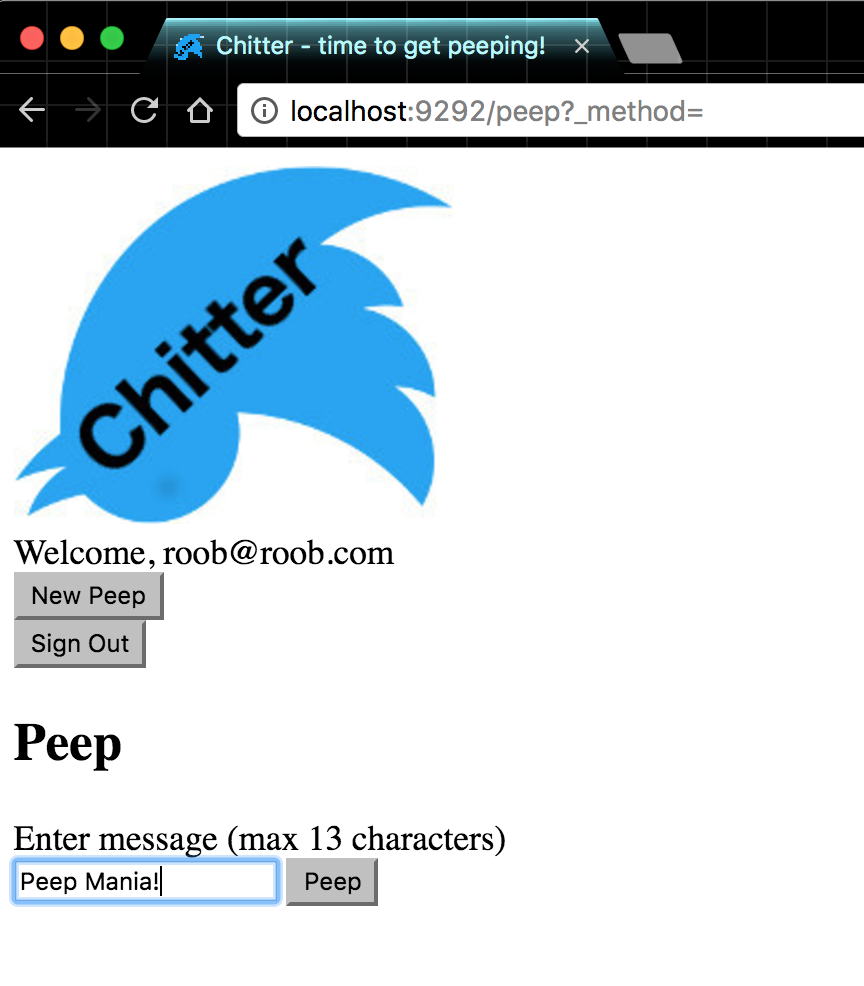 Chitter - time to get peeping!
localhost:9292/peep?_method=
Chitter
Welcome, roob@roob.com
New Peep
Sign Out
Peep
Enter message (max 13 characters)
Peep Mania! Peep